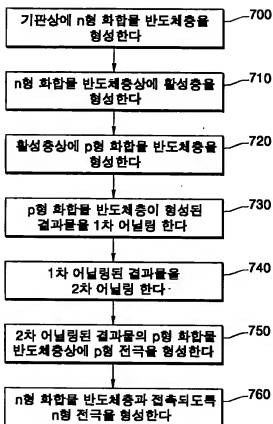 기판상에 n형 화합물 반도체층을
형성한다
700
n형 화합물 반도체층상에 활성층을
형성한다
710
활성층상에 p형 화합물 반도체층을
형성한다
720
p형 화합물 반도체층이 형성된
결과물을 1차 어닐링 한다
730
1차 어닐링된 결과물을
2차 어닐링 한다
740
2차 어닐링된 결과물의 p형 화합물
반도체층상에 p형 전극을 형성한다
750
n형 화합물 반도체층과 접촉되도록
n형 전극을 형성한다
760